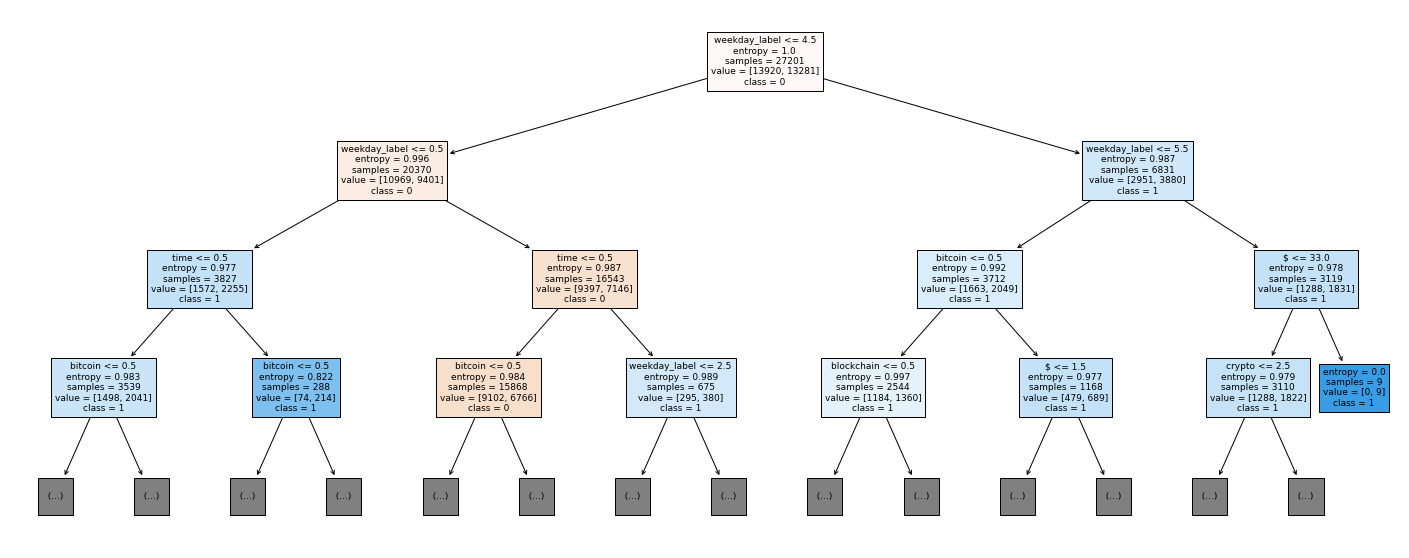 weekday_label <= 4.5
entropy = 1.0
samples = 27201
value = [13920, 13281]
class = 0
weekday_label <= 0.5
entropy = 0.996
samples = 20370
value = [10969, 9401]
class = 0
weekday_label <= 5.5
entropy = 0.987
samples = 6831
value = [2951, 3880]
class = 1
time <= 0.5
entropy = 0.977
samples = 3827
value = [1572, 2255]
class = 1
time <= 0.5
entropy = 0.987
samples = 16543
value = [9397, 7146]
class = 0
bitcoin <= 0.5
entropy = 0.992
samples = 3712
value = [1663, 2049]
class = 1
$ <= 33.0
entropy = 0.978
samples = 3119
value = [1288, 1831]
class = 1
bitcoin <= 0.5
entropy = 0.983
samples = 3539
value = [1498, 2041]
class = 1
bitcoin <= 0.5
entropy = 0.822
samples = 288
value = [74, 214]
class = 1
bitcoin <= 0.5
entropy = 0.984
samples = 15868
value = [9102, 6766]
class = 0
weekday_label <= 2.5
entropy = 0.989
samples = 675
value = [295, 380]
class = 1
blockchain <= 0.5
entropy = 0.997
samples = 2544
value = [1184, 1360]
class = 1
$ <= 1.5
entropy = 0.977
samples = 1168
value = [479, 689]
class = 1
crypto <= 2.5
entropy = 0.979
samples = 3110
value = [1288, 1822]
class = 1
entropy = 0.0
samples = 9
value = [0, 9]
class = 1
(...)
(...)
(...)
(...)
(...)
(...)
(...)
(...)
(...)
(...)
(...)
(...)
(...)
(...)